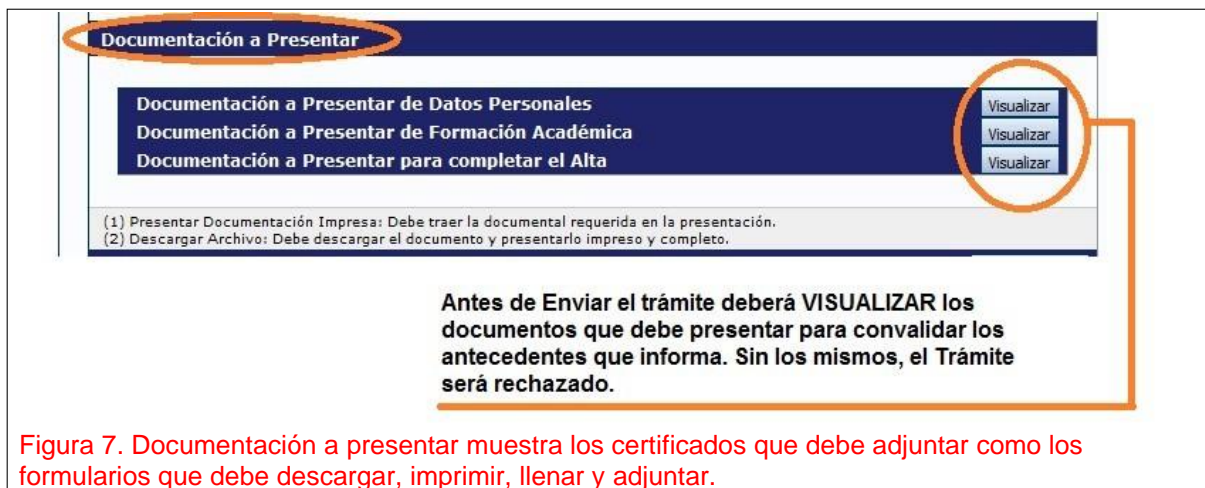 Documentación a Presentar
Documentación a Presentar de Datos Personales Visualizar
Documentación a Presentar de Formación Académica Visualizar
Documentación a Presentar para completar el Alta Visualizar
(1) Presentar Documentación Impresa: Debe traer la documental requerida en la presentación.
(2) Descargar Archivo: Debe descargar el documento y presentarlo impreso y completo.
Antes de Enviar el trámite deberá VISUALIZAR los
documentos que debe presentar para convalidar los
antecedentes que informa. Sin los mismos, el Trámite
será rechazado.
Figura 7. Documentación a presentar muestra los certificados que debe adjuntar como los
formularios que debe descargar, imprimir, llenar y adjuntar.